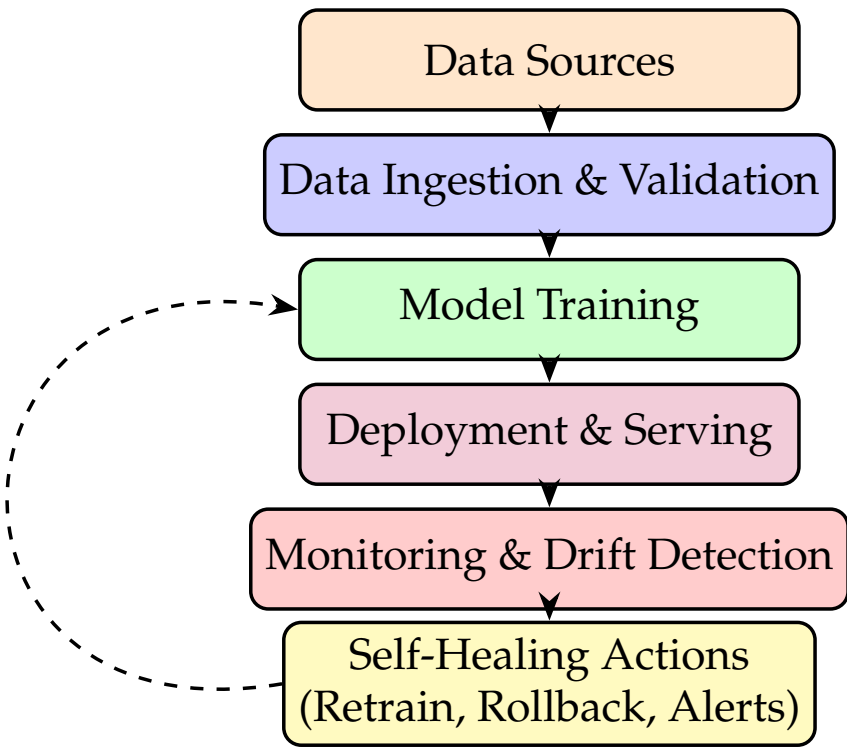 Data Sources
Data Ingestion & Validation
Model Training
Deployment & Serving
Monitoring & Drift Detection
Self-Healing Actions
(Retrain, Rollback, Alerts)